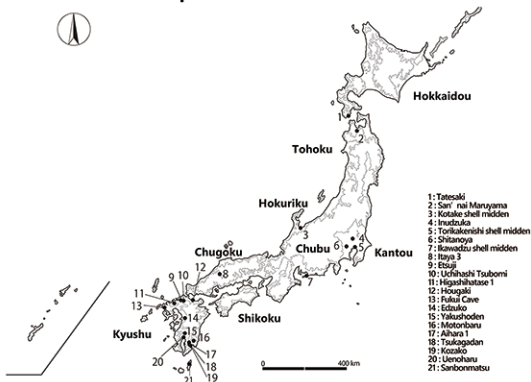 Hokkaidou
1
2
Tohoku
Hokuriku
3
Chubu
4
6
5
Kantou
7
Chugoku
8
12
10
9
11
13
14
Kyushu
Shikoku
15
16
20
17
18
21
19
0
400 km
1: Tatesaki
2: San' nai Maruyama
3: Kotake shell midden
4: Inudzuka
5: Torikakenishi shell midden
6: Shitanoya
7: Ikawadzu shell midden
8: Itaya 3
9: Etsuji
10: Uchihashi Tsubomi
11: Higashihatase 1
12: Hougaki
13: Fukui Cave
14: Edzuko
15: Yakushoden
16: Motonbaru
17: Aihara 1
18: Tsukagadan
19: Kozako
20: Uenoharu
21: Sanbonmatsu